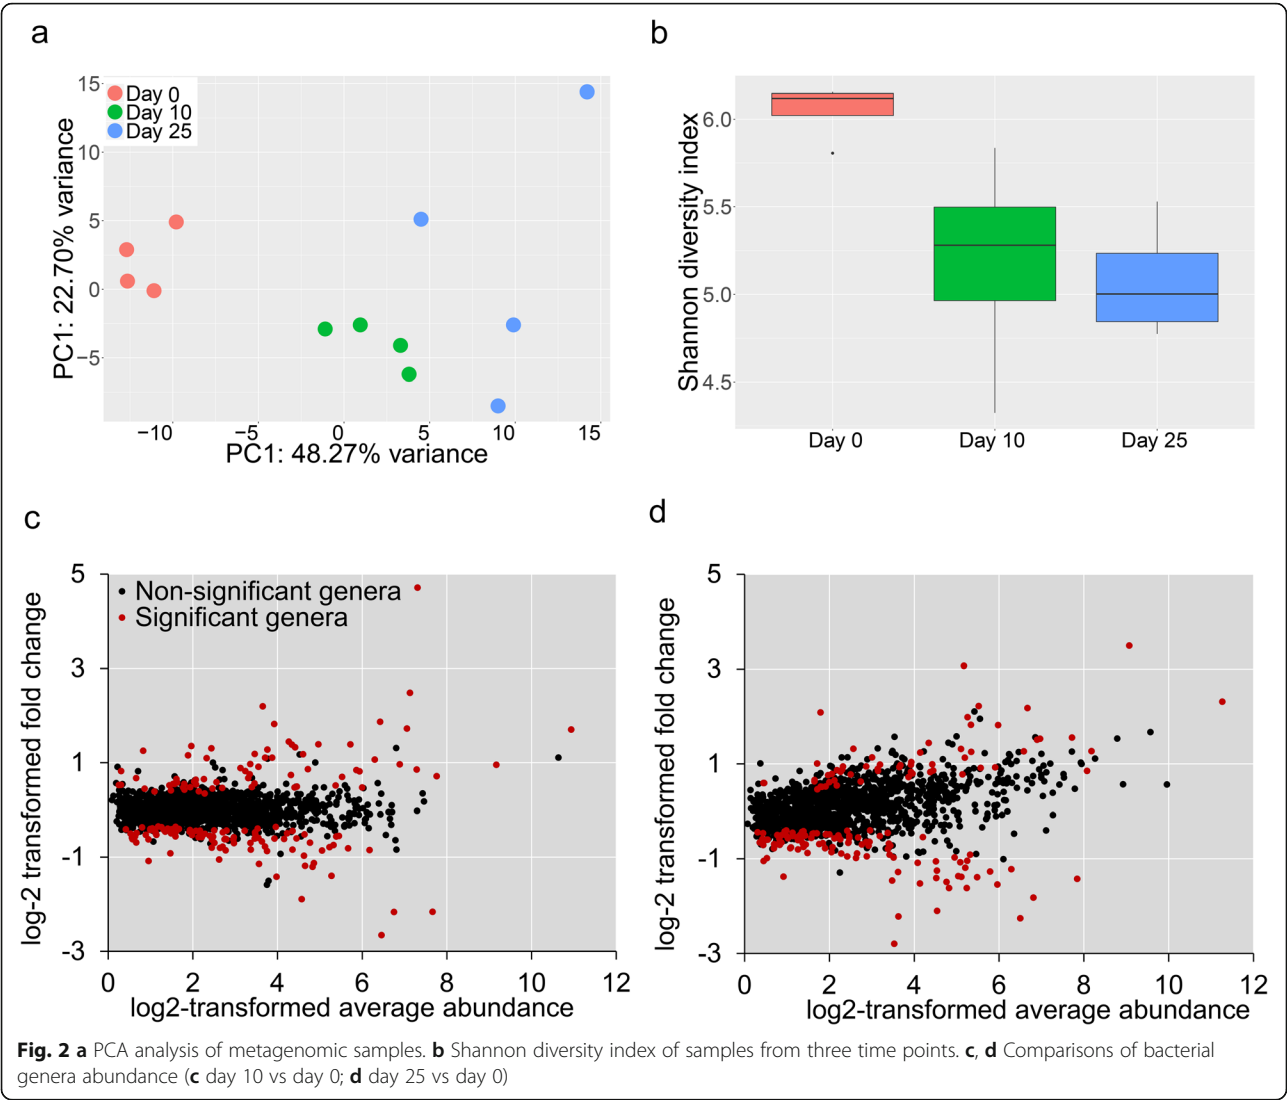 a
PC1: 22.70% variance
15
10
5
0
−5
Day 0
Day 10
Day 25
−10
−5
0
5
10
15
PC1: 48.27% variance
b
Shannon diversity index
6.0
5.5
5.0
4.5
Day 0
Day 10
Day 25
c
log-2 transformed fold change
5
3
1
-1
-3
Non-significant genera
Significant genera
0
2
4
6
8
10
12
log2-transformed average abundance
d
log-2 transformed fold change
5
3
1
-1
-3
0
2
4
6
8
10
12
log2-transformed average abundance
Fig. 2 a PCA analysis of metagenomic samples. b Shannon diversity index of samples from three time points. c, d Comparisons of bacterial
genera abundance (c day 10 vs day 0; d day 25 vs day 0)